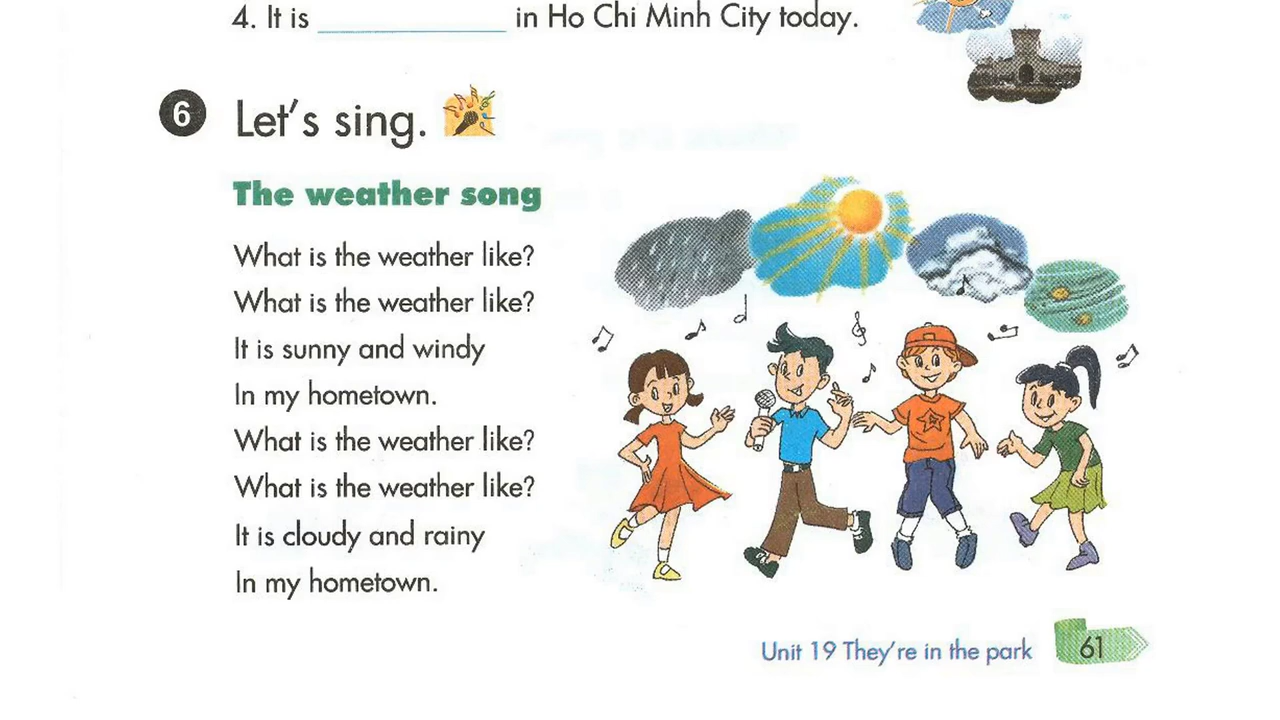 4. It is __________ in Ho Chi Minh City today.
6 Let's sing.
The weather song
What is the weather like?
What is the weather like?
It is sunny and windy
In my hometown.
What is the weather like?
What is the weather like?
It is cloudy and rainy
In my hometown.
Unit 19 They're in the park 61